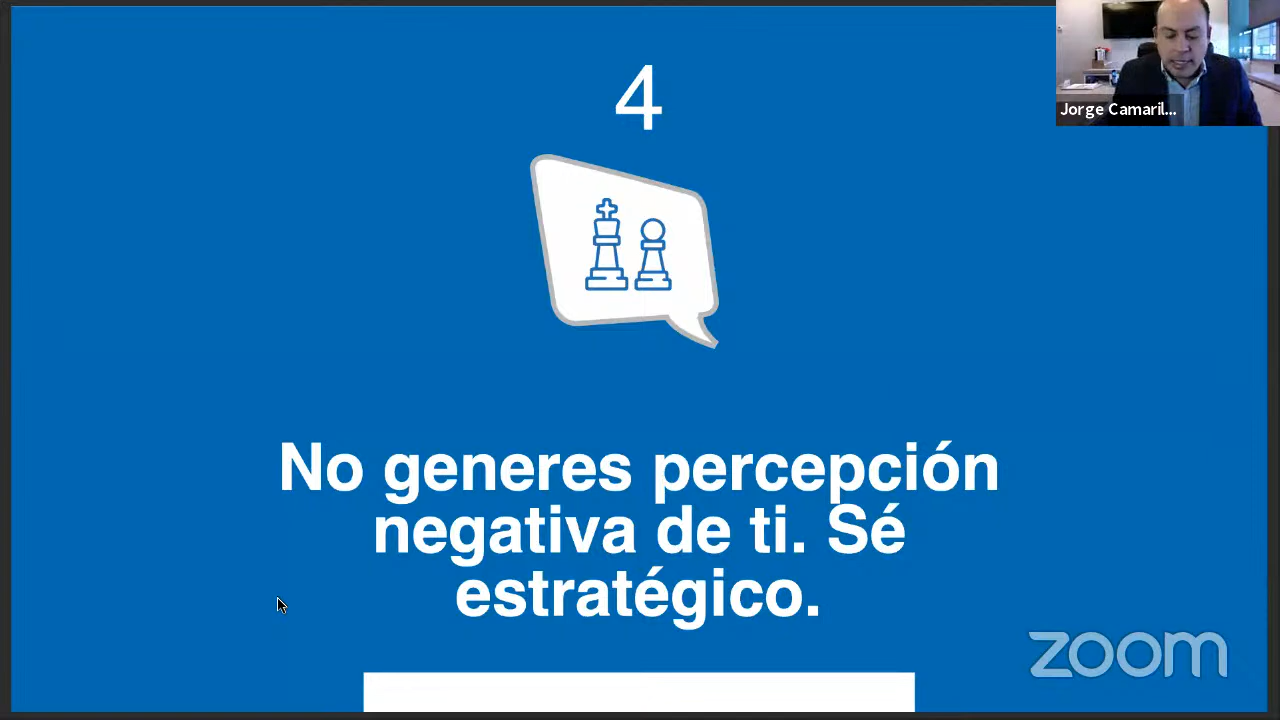 Jorge Camaril...
4
No generes percepción
negativa de ti. Sé
estratégico.
zoom